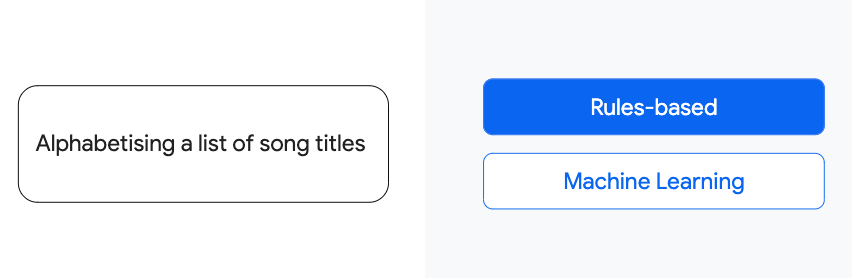 Alphabetising a list of song titles
Rules-based
Machine Learning